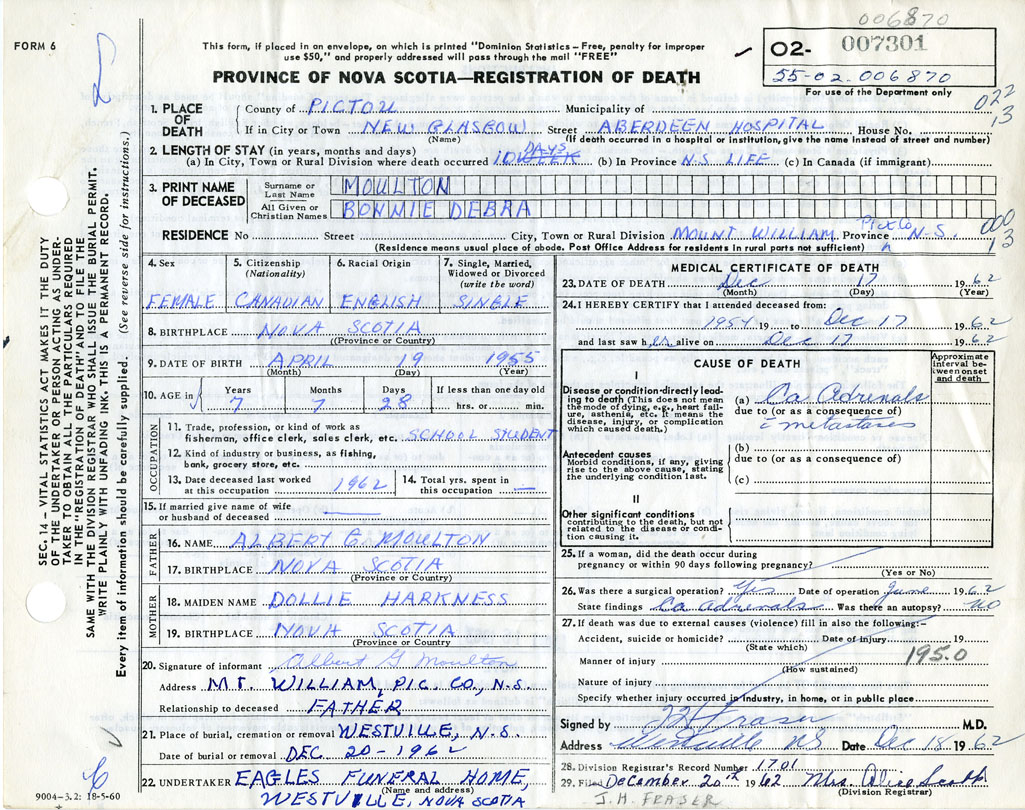 006870
FORM 6
This form, if placed in an envelope, on which is printed "Dominion Statistics – Free, penalty for improper
use $50," and properly addressed will pass through the mail "FREE"
PROVINCE OF NOVA SCOTIA—REGISTRATION OF DEATH
02- 007301
55-02.006870
For use of the Department only
022
13
1. PLACE OF DEATH
County of PICTOU Municipality of
If in City or Town NEW GLASGOW Street ABERDEEN HOSPITAL House No.
(Name) (If death occurred in a hospital or institution, give the name instead of street and number)
2. LENGTH OF STAY (in years, months and days)
(a) In City, Town or Rural Division where death occurred 10 WEEK DAYS (b) In Province N.S. LIFE (c) In Canada (if immigrant)
3. PRINT NAME OF DECEASED
Surname or Last Name MOULTON
All Given or Christian Names BONNIE DEBRA
RESIDENCE No Street City, Town or Rural Division MOUNT WILLIAM Pict Co Province N.S.
000
13
(Residence means usual place of abode. Post Office Address for residents in rural parts not sufficient)
4. Sex
FEMALE
5. Citizenship
(Nationality)
CANADIAN
6. Racial Origin
ENGLISH
7. Single, Married,
Widowed or Divorced
(write the word)
SINGLE
8. BIRTHPLACE NOVA SCOTIA
(Province or Country)
9. DATE OF BIRTH APRIL 19 1955
(Month) (Day) (Year)
10. AGE in Years Months Days If less than one day old
7 7 28 hrs. or min.
OCCUPATION
11. Trade, profession, or kind of work as
fisherman, office clerk, sales clerk, etc. SCHOOL STUDENT
12. Kind of industry or business, as fishing,
bank, grocery store, etc.
13. Date deceased last worked
at this occupation 1962
14. Total yrs. spent in
this occupation —
15. If married give name of wife
or husband of deceased —
FATHER
16. NAME ALBERT G. MOULTON
17. BIRTHPLACE NOVA SCOTIA
(Province or Country)
MOTHER
18. MAIDEN NAME DOLLIE HARKNESS
19. BIRTHPLACE NOVA SCOTIA
(Province or Country)
20. Signature of informant Albert G Moulton
Address MT. WILLIAM, PIC. CO., N.S.
Relationship to deceased FATHER
21. Place of burial, cremation or removal WESTVILLE, N.S.
Date of burial or removal DEC. 20-1962
22. UNDERTAKER EAGLES FUNERAL HOME,
(Name and address)
WESTVILLE, NOVA SCOTIA
MEDICAL CERTIFICATE OF DEATH
23. DATE OF DEATH Dec 17 1962
(Month) (Day) (Year)
24. I HEREBY CERTIFY that I attended deceased from:
1954 19 to Dec 17 1962
and last saw her alive on Dec 17 1962
CAUSE OF DEATH
Approximate interval between onset and death
I
Disease or condition directly leading to death (This does not mean the mode of dying, e.g., heart failure, asthenia, etc. It means the disease, injury, or complication which caused death.)
(a) Ca Adrenals
due to (or as a consequence of)
c̄ metastases
Antecedent causes
Morbid conditions, if any, giving rise to the above cause, stating the underlying condition last.
(b)
due to (or as a consequence of)
(c)
II
Other significant conditions
contributing to the death, but not related to the disease or condition causing it.
25. If a woman, did the death occur during
pregnancy or within 90 days following pregnancy?
(Yes or No)
26. Was there a surgical operation? Yes Date of operation June 1962
State findings Ca adrenals Was there an autopsy? NO
27. If death was due to external causes (violence) fill in also the following:–
Accident, suicide or homicide? Date of injury 19
(State which)
195.0
Manner of injury
(How sustained)
Nature of injury
Specify whether injury occurred in industry, in home, or in public place
Signed by J H Fraser M.D.
Address Westville NS Date Dec 18 1962
28. Division Registrar's Record Number 1701
29. Filed December 20th 1962 Mrs. Alice
(Division Registrar)
J. H. FRASER
SEC. 14 – VITAL STATISTICS ACT MAKES IT THE DUTY
OF THE UNDERTAKER OR PERSON ACTING AS UNDER-
TAKER TO OBTAIN ALL THE PARTICULARS REQUIRED
IN THE "REGISTRATION OF DEATH" AND TO FILE THE
SAME WITH THE DIVISION REGISTRAR WHO SHALL ISSUE THE BURIAL PERMIT.
WRITE PLAINLY WITH UNFADING INK. THIS IS A PERMANENT RECORD.
Every item of information should be carefully supplied. (See reverse side for instructions.)
9004-3.2: 18-5-60